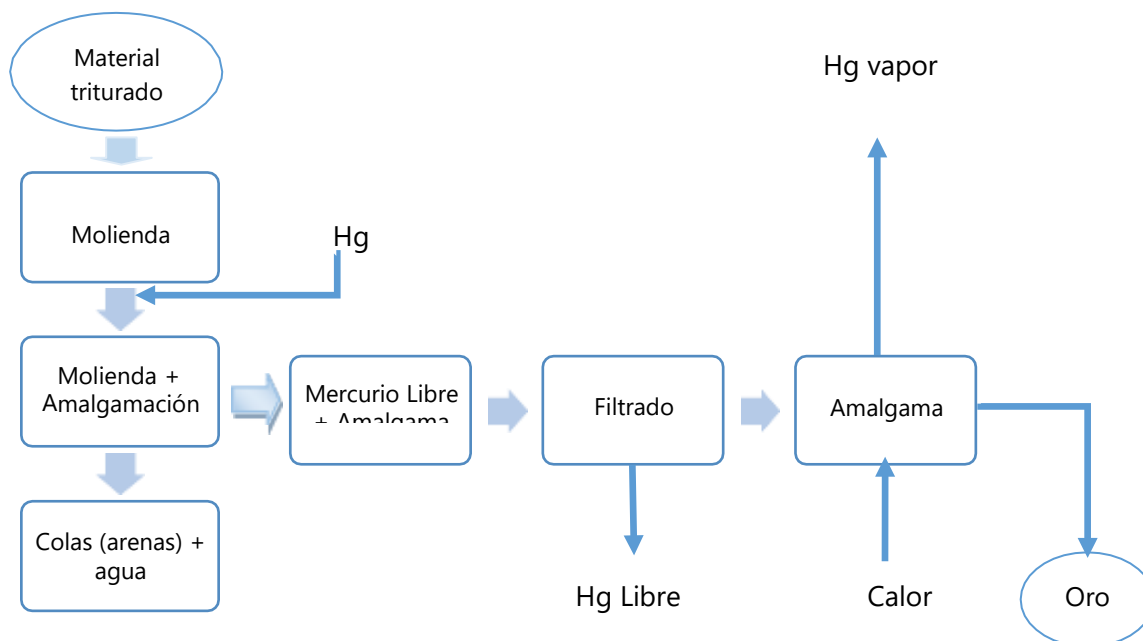 Material
triturado
Hg vapor
Molienda
Hg
Molienda +
Amalgamación
Mercurio Libre
+ Amalgama
Filtrado
Amalgama
Colas (arenas) +
agua
Hg Libre
Calor
Oro